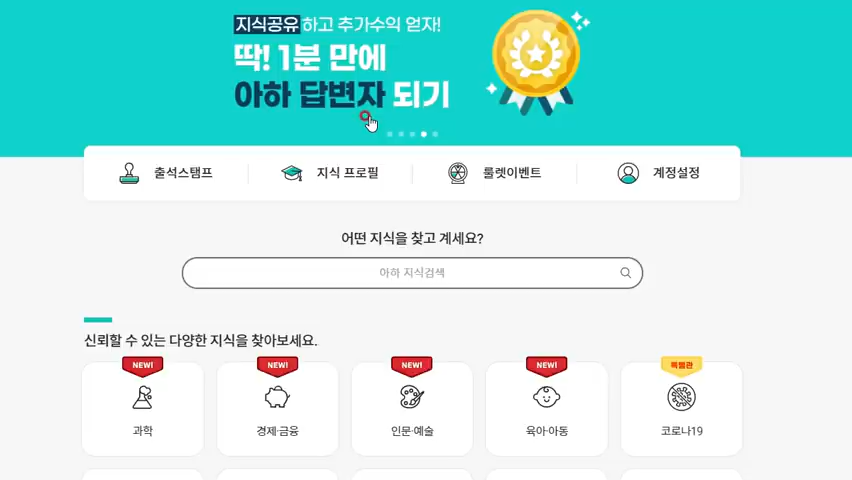 지식공유 하고 추가수익 얻자!
딱! 1분 만에
아하 답변자 되기
출석스탬프 지식 프로필 룰렛이벤트 계정설정
어떤 지식을 찾고 계세요?
아하 지식검색
신뢰할 수 있는 다양한 지식을 찾아보세요.
NEW! NEW! NEW! NEW! 특별관
과학 경제·금융 인문·예술 육아·아동 코로나19